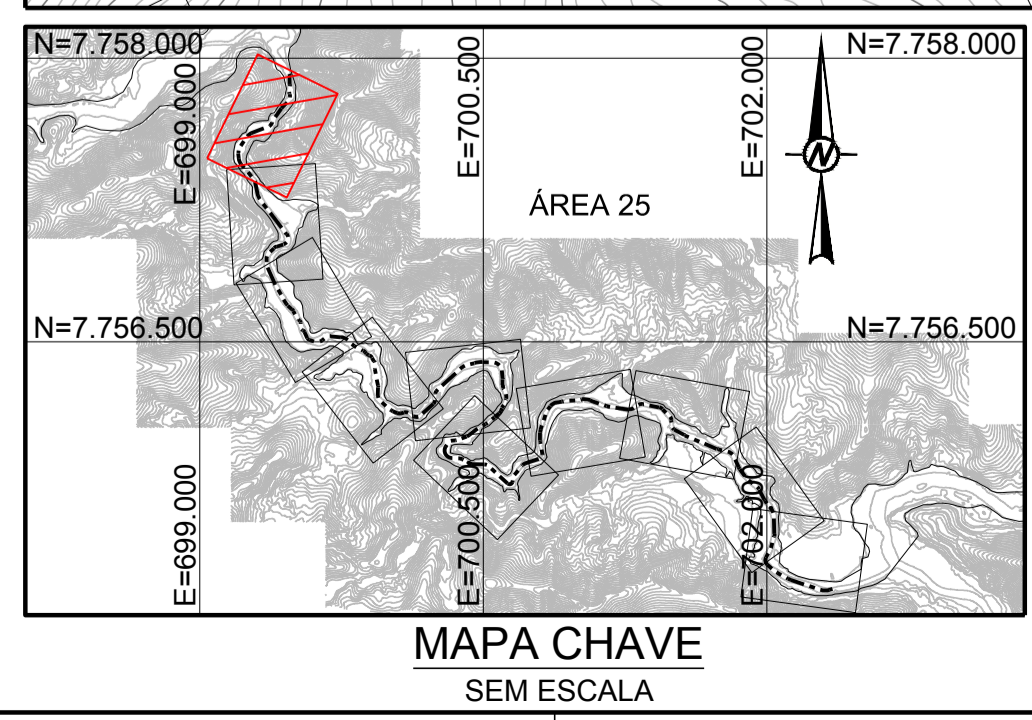 N=7.758.000
N=7.758.000
E=699.000
E=700.500
E=702.000
N
ÁREA 25
N=7.756.500
N=7.756.500
E=699.000
E=700.500
E=702.000
MAPA CHAVE
SEM ESCALA